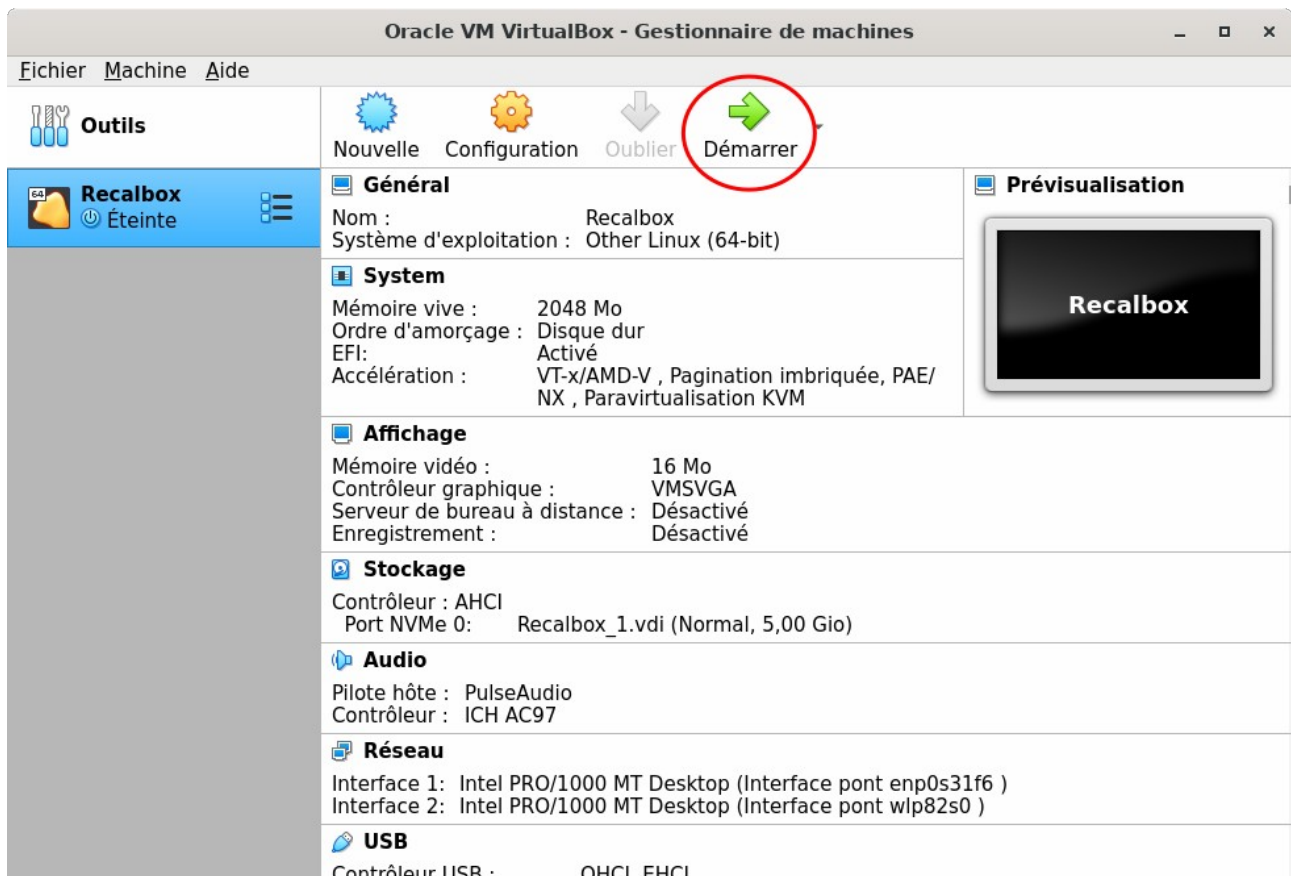 Oracle VM VirtualBox - Gestionnaire de machines
Fichier Machine Aide
Outils
Nouvelle Configuration Oublier Démarrer
64
Recalbox
Éteinte
Général
Nom : Recalbox
Système d'exploitation : Other Linux (64-bit)
Prévisualisation
Recalbox
System
Mémoire vive : 2048 Mo
Ordre d'amorçage : Disque dur
EFI: Activé
Accélération : VT-x/AMD-V , Pagination imbriquée, PAE/
NX , Paravirtualisation KVM
Affichage
Mémoire vidéo : 16 Mo
Contrôleur graphique : VMSVGA
Serveur de bureau à distance : Désactivé
Enregistrement : Désactivé
Stockage
Contrôleur : AHCI
Port NVMe 0: Recalbox_1.vdi (Normal, 5,00 Gio)
Audio
Pilote hôte : PulseAudio
Contrôleur : ICH AC97
Réseau
Interface 1: Intel PRO/1000 MT Desktop (Interface pont enp0s31f6 )
Interface 2: Intel PRO/1000 MT Desktop (Interface pont wlp82s0 )
USB
Contrôleur USB : OHCI, EHCI